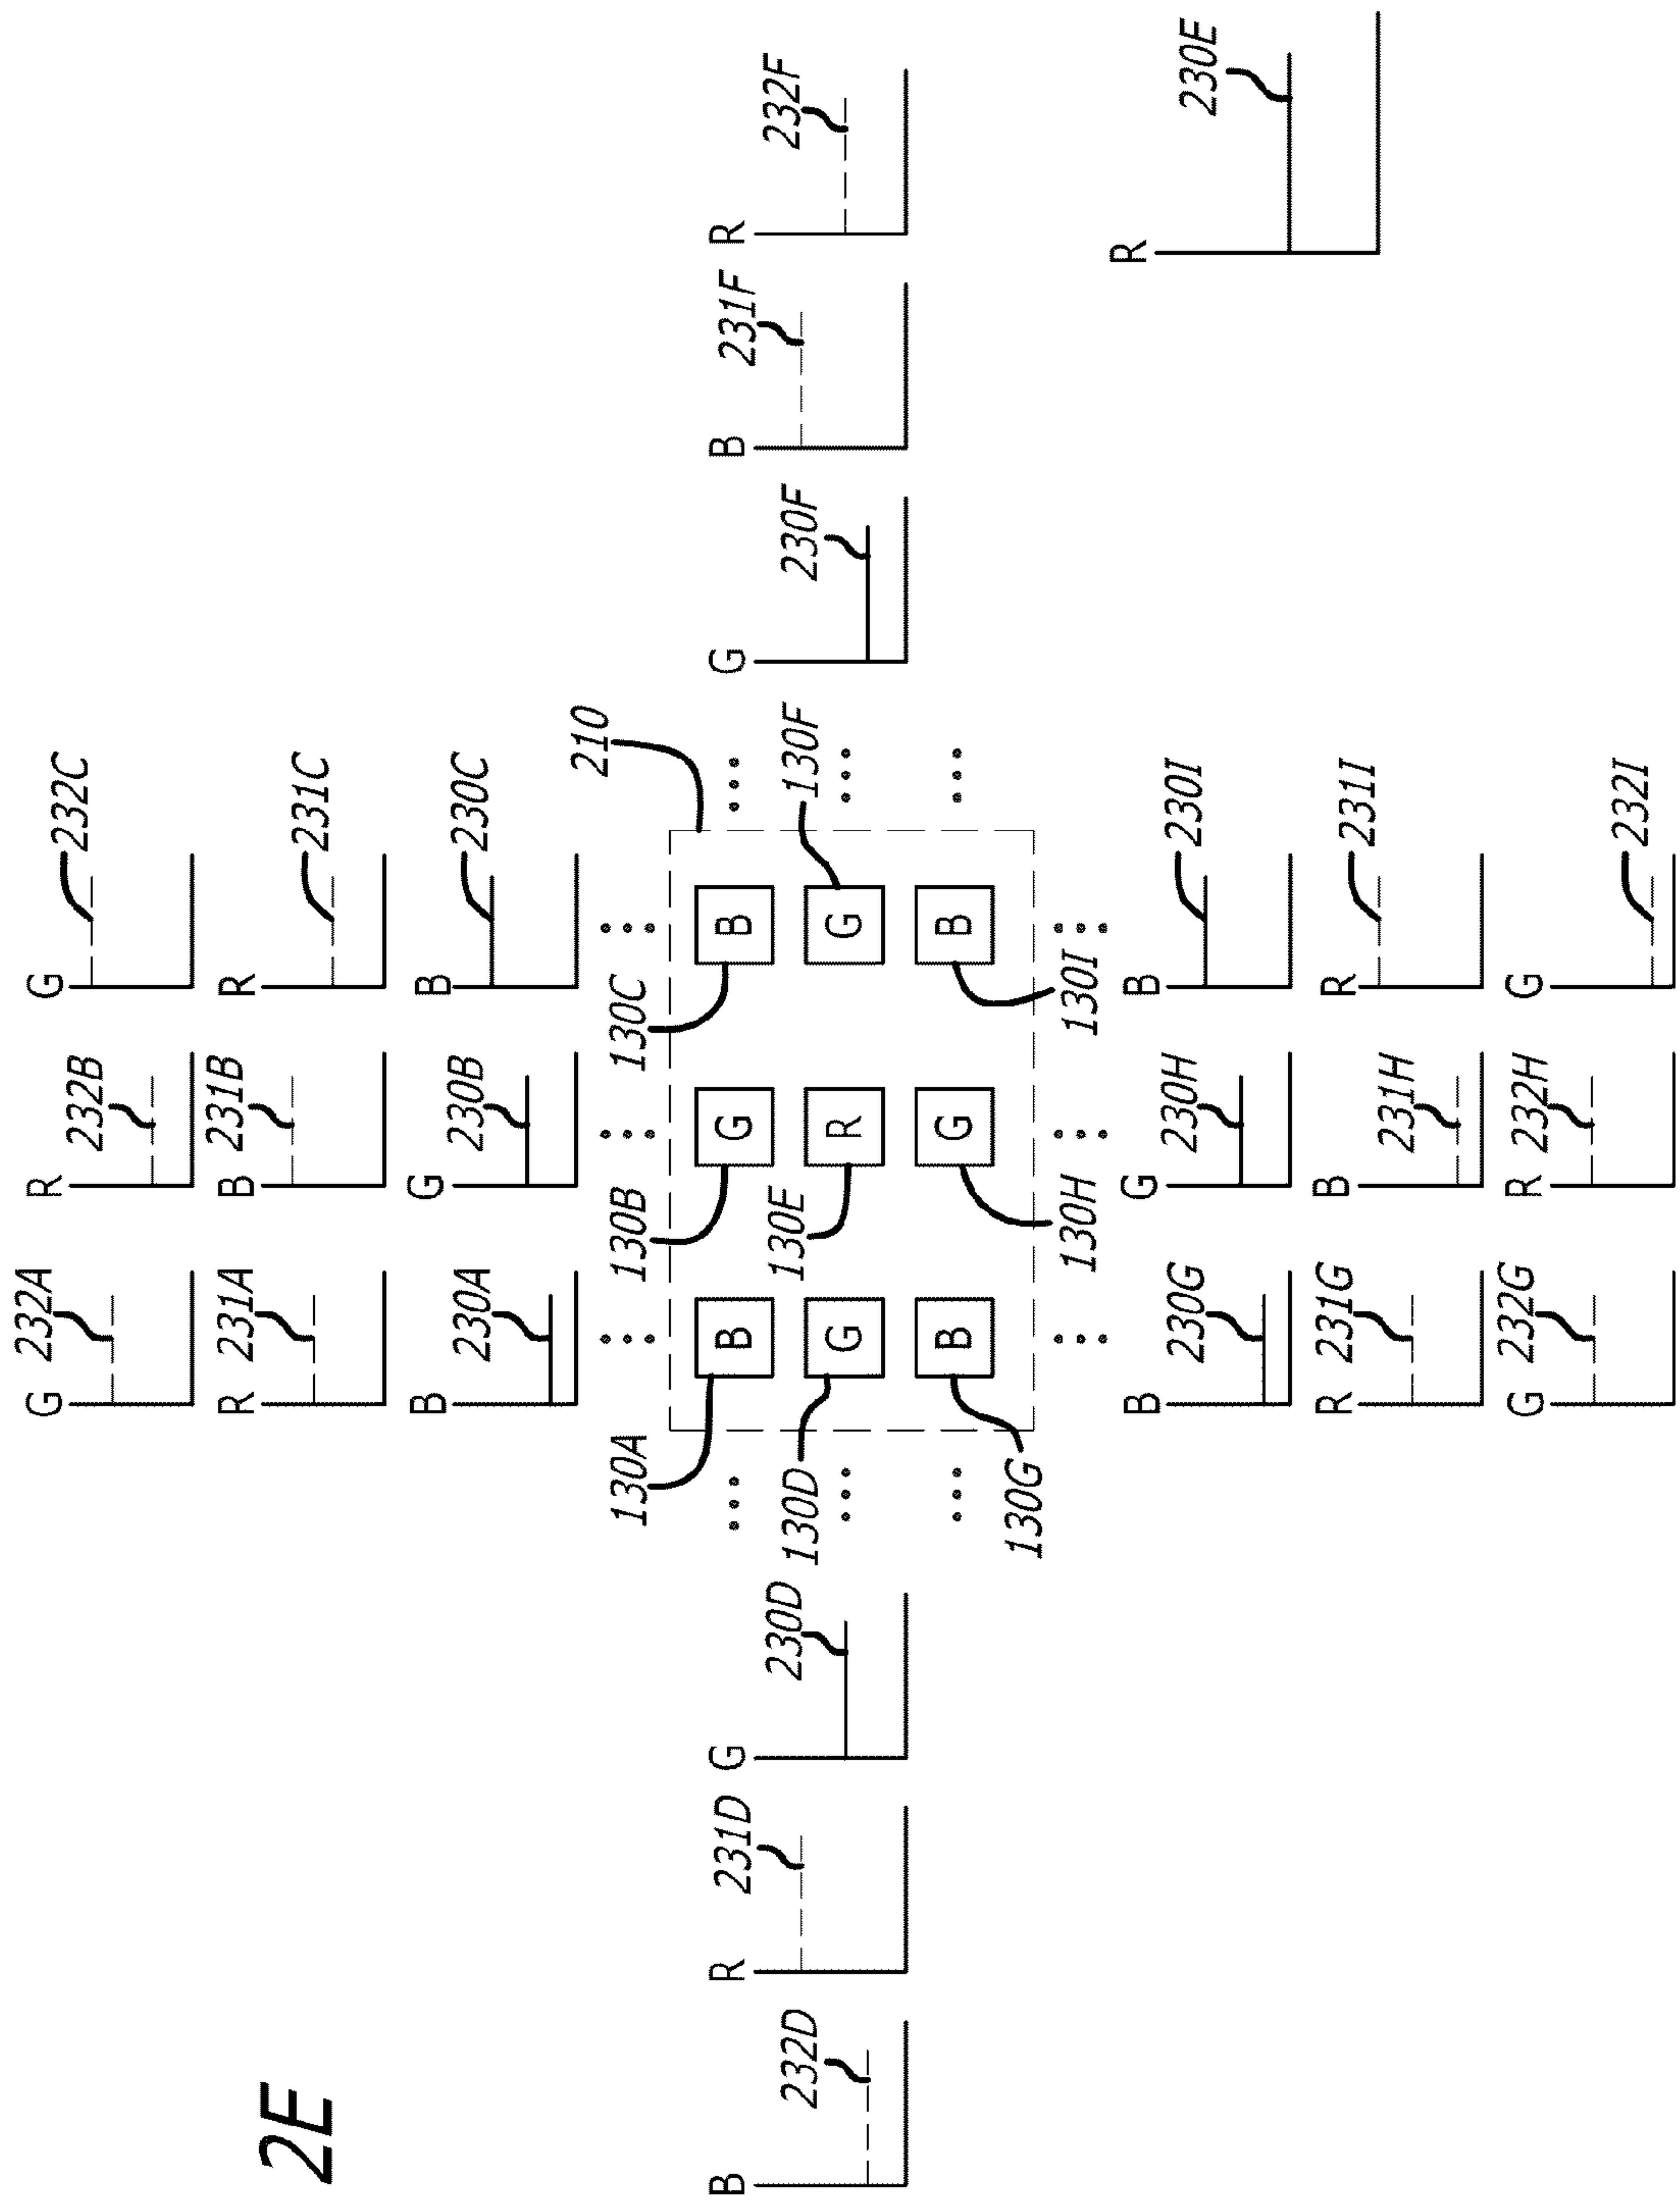 2E
G 232A R 232B G 232C
R 231A B 231B R 231C
B 230A G 230B B 230C
130A 130B 130C 210
B G B
B 232D R 231D G 230D 130D 130E 130F G 230F B 231F R 232F
G R G
B G B
130G 130H 130I
B 230G G 230H B 230I R 230E
R 231G B 231H R 231I
G 232G R 232H G 232I